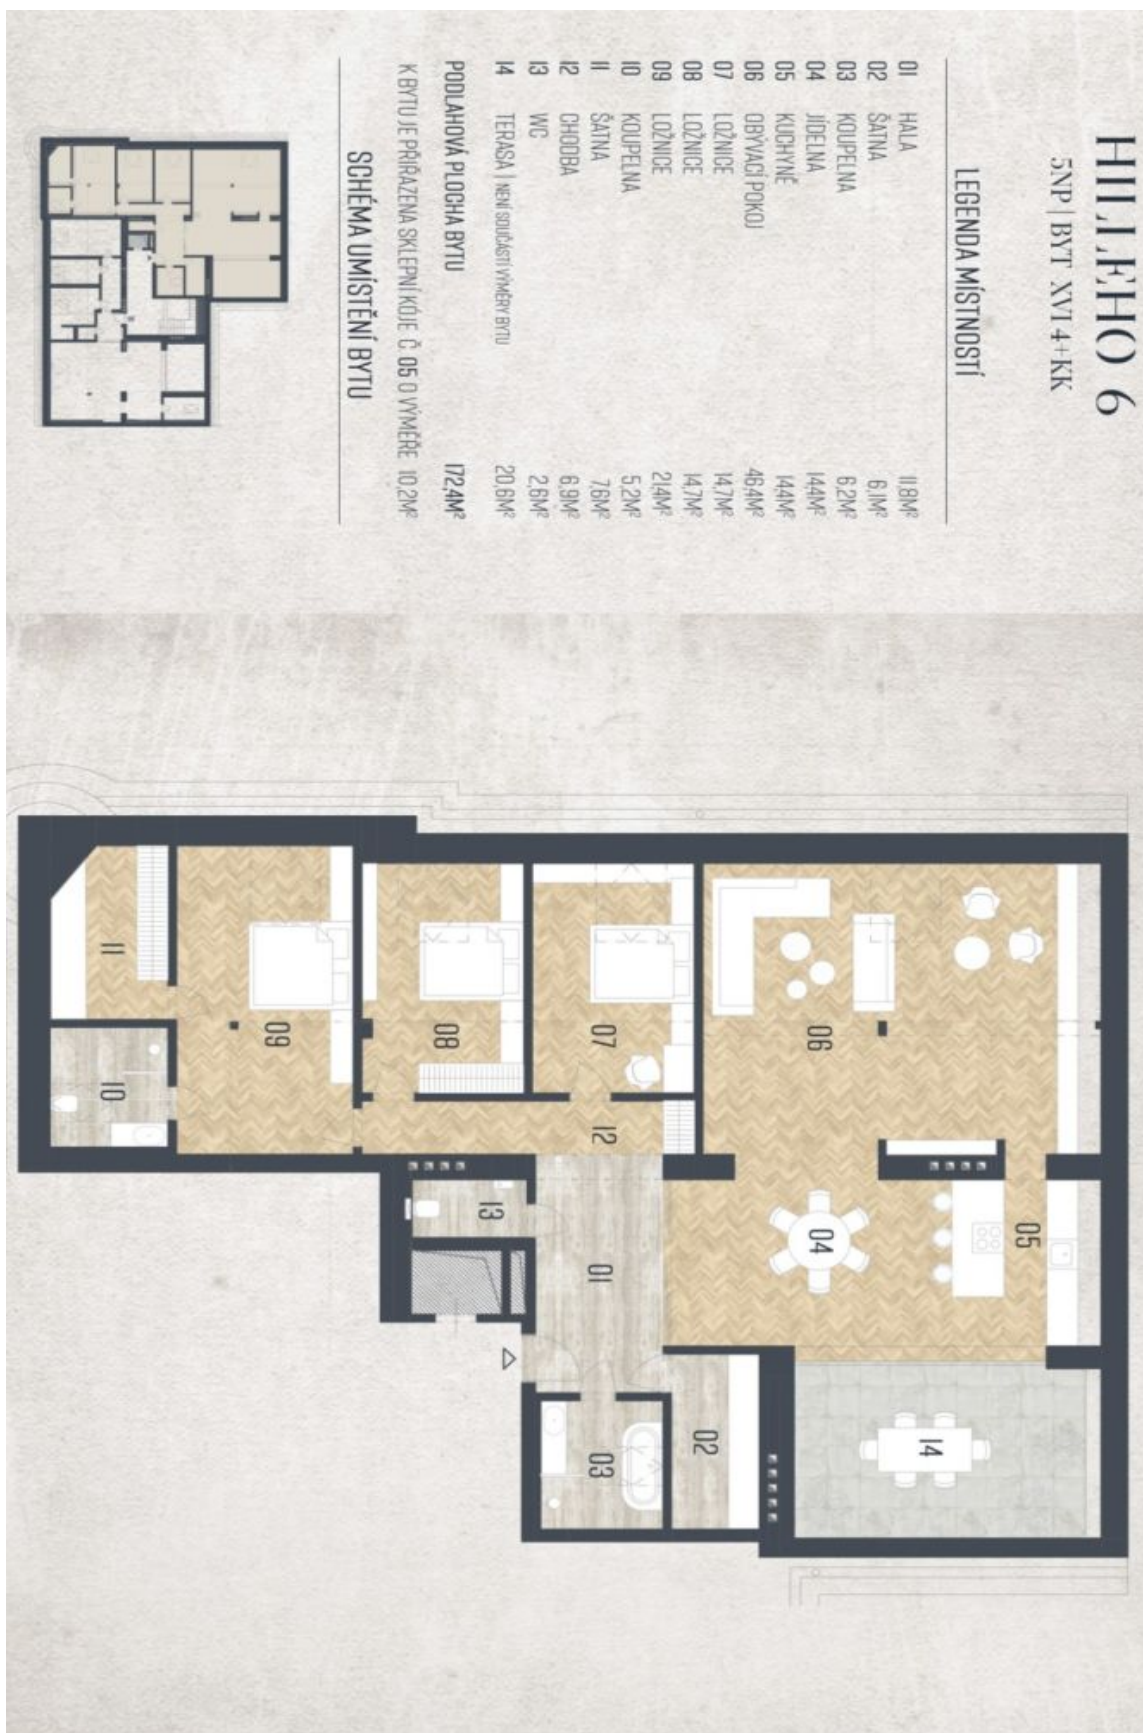 HILLEHO 6
5NP | BYT XVI 4+KK
LEGENDA MÍSTNOSTÍ
01 HALA 11,8M²
02 ŠATNA 6,1M²
03 KOUPELNA 6,2M²
04 JÍDELNA 14,4M²
05 KUCHYNĚ 14,4M²
06 OBÝVACÍ POKOJ 46,4M²
07 LOŽNICE 14,7M²
08 LOŽNICE 14,7M²
09 LOŽNICE 21,4M²
10 KOUPELNA 5,2M²
11 ŠATNA 7,6M²
12 CHODBA 6,9M²
13 WC 2,6M²
14 TERASA | NENÍ SOUČÁSTÍ VÝMĚRY BYTU 20,6M²
PODLAHOVÁ PLOCHA BYTU 172,4M²
K BYTU JE PŘIŘAZENA SKLEPNÍ KÓJE Č. 05 O VÝMĚŘE 10,2M²
SCHÉMA UMÍSTĚNÍ BYTU
06
05
04
14
07
12
01
02
03
08
13
09
11
10